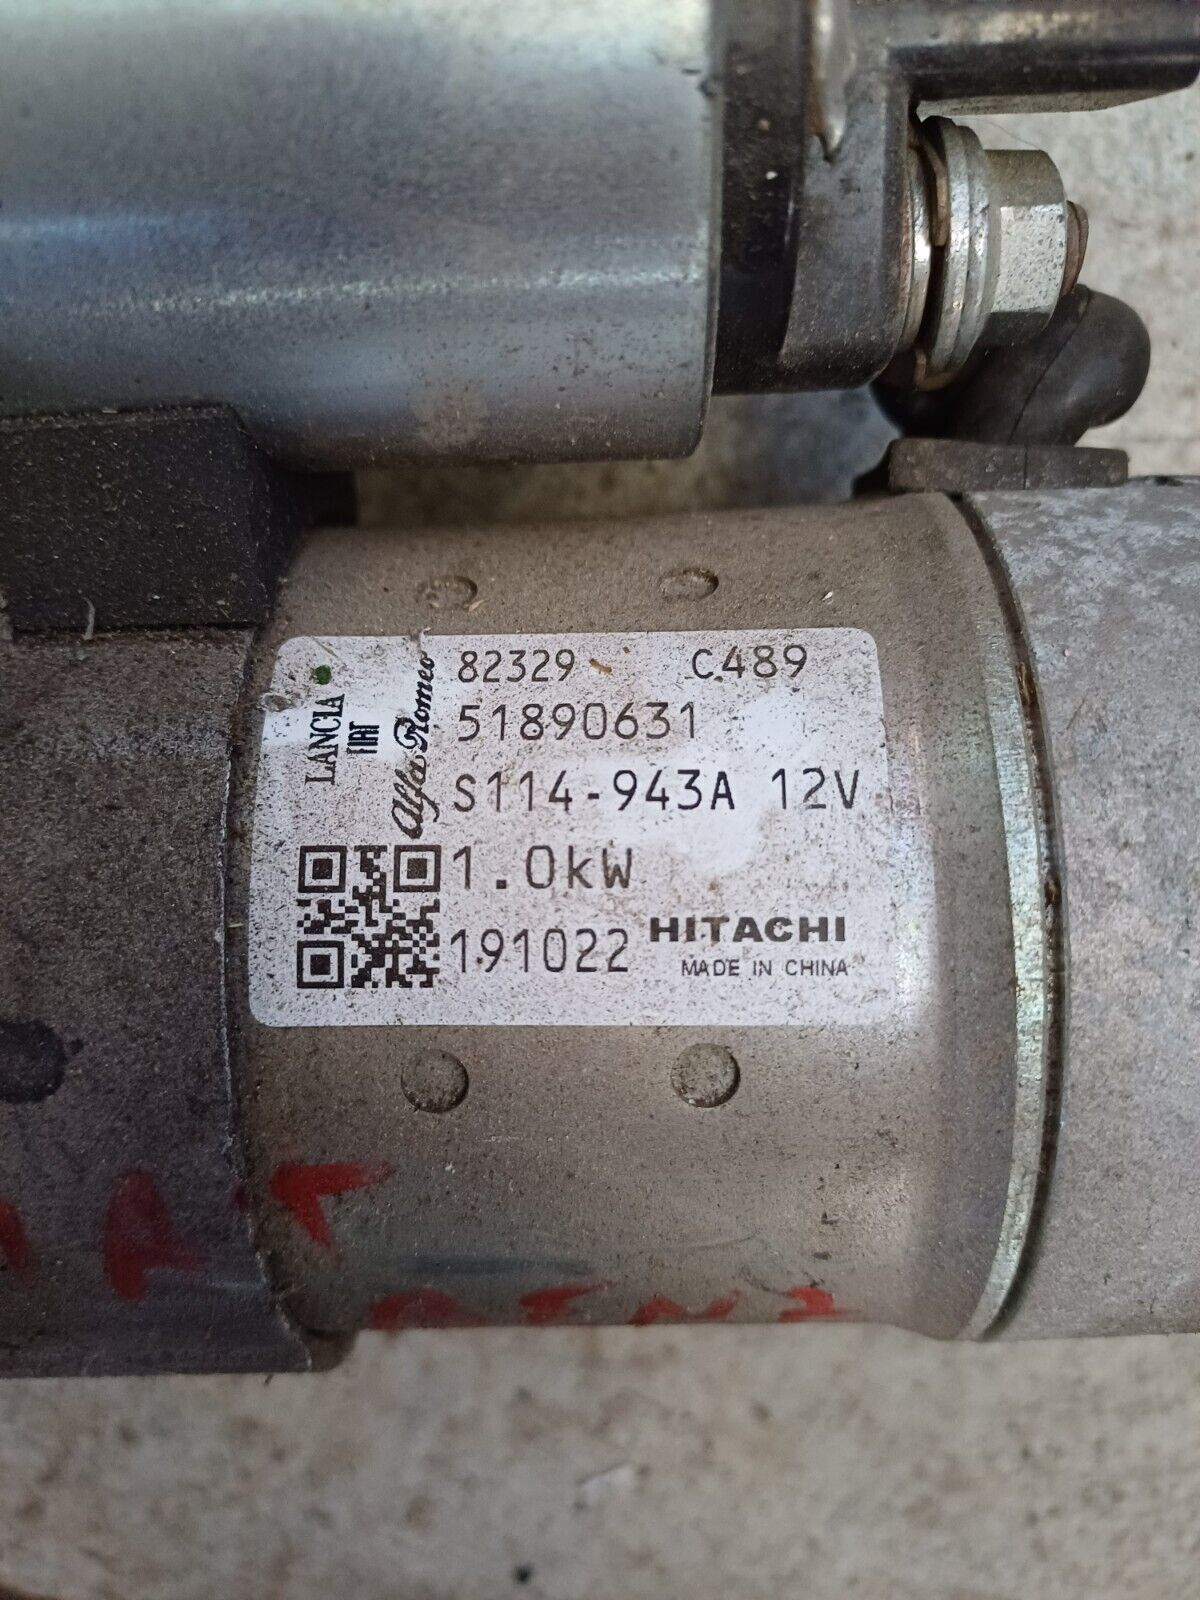 82329 C489
51890631
S114-943A 12V
1.0kW
191022 HITACHI
MADE IN CHINA
LANCIA
FIAT
Alfa Romeo